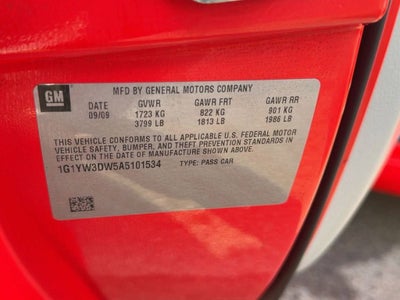 GM
MFD BY GENERAL MOTORS COMPANY
DATE GVWR GAWR FRT GAWR RR
09/09 1723 KG 822 KG 901 KG
3799 LB 1813 LB 1986 LB
THIS VEHICLE CONFORMS TO ALL APPLICABLE U.S. FEDERAL MOTOR
VEHICLE SAFETY, BUMPER, AND THEFT PREVENTION STANDARDS IN
EFFECT ON THE DATE OF MANUFACTURE SHOWN ABOVE.
1G1YW3DW5A5101534 TYPE: PASS CAR